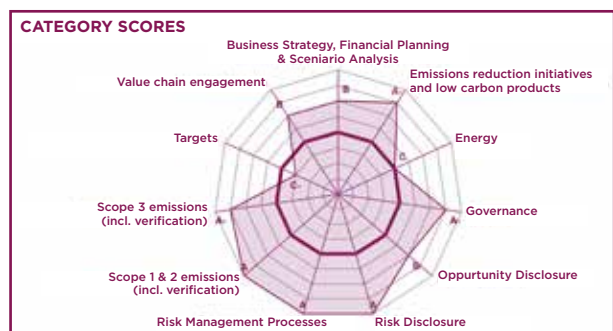 CATEGORY SCORES
Business Strategy, Financial Planning
& Sceniario Analysis
Value chain engagement
Emissions reduction initiatives
and low carbon products
B
A
B
Targets
Energy
C
C-
Scope 3 emissions
(incl. verification)
A-
Governance
A-
Scope 1 & 2 emissions
(incl. verification)
Oppurtunity Disclosure
A
A
Risk Management Processes
Risk Disclosure